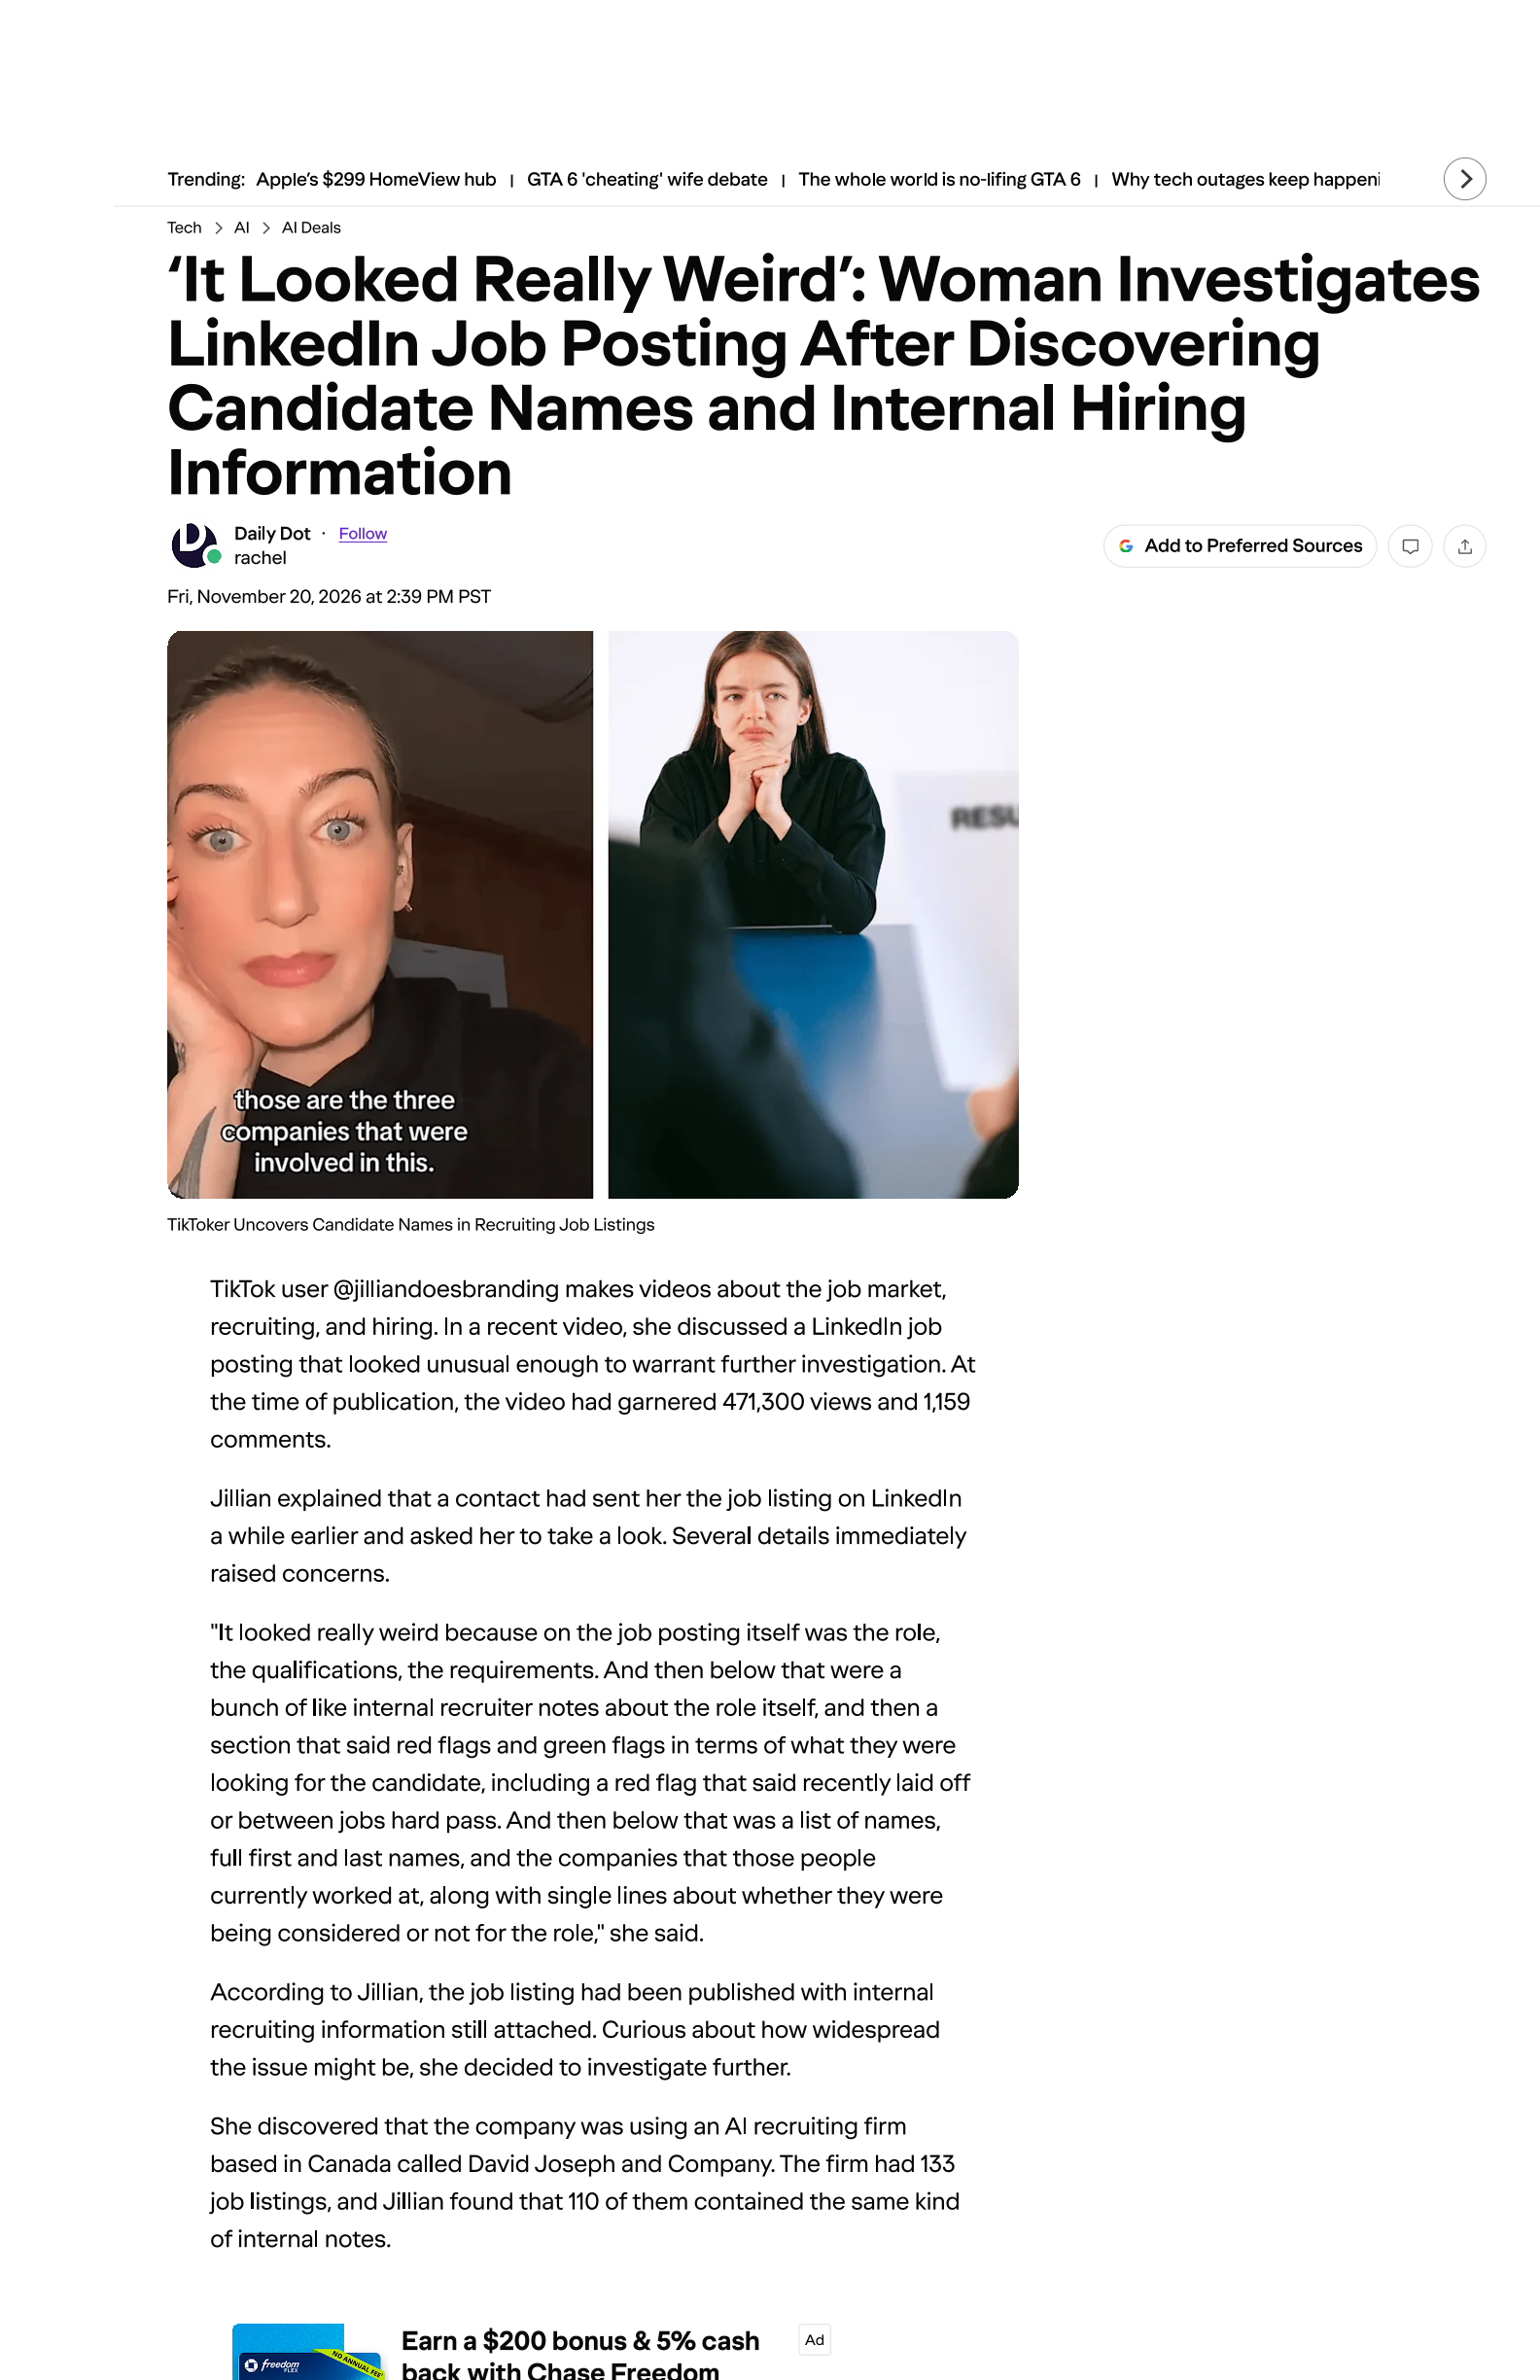 Trending: Apple’s $299 HomeView hub | GTA 6 'cheating' wife debate | The whole world is no-lifing GTA 6 | Why tech outages keep happeni
Tech > AI > AI Deals
‘It Looked Really Weird’: Woman Investigates
LinkedIn Job Posting After Discovering
Candidate Names and Internal Hiring
Information
Daily Dot · Follow
rachel
Add to Preferred Sources
Fri, November 20, 2026 at 2:39 PM PST
RESU
those are the three
companies that were
involved in this.
TikToker Uncovers Candidate Names in Recruiting Job Listings
TikTok user @jilliandoesbranding makes videos about the job market,
recruiting, and hiring. In a recent video, she discussed a LinkedIn job
posting that looked unusual enough to warrant further investigation. At
the time of publication, the video had garnered 471,300 views and 1,159
comments.
Jillian explained that a contact had sent her the job listing on LinkedIn
a while earlier and asked her to take a look. Several details immediately
raised concerns.
"It looked really weird because on the job posting itself was the role,
the qualifications, the requirements. And then below that were a
bunch of like internal recruiter notes about the role itself, and then a
section that said red flags and green flags in terms of what they were
looking for the candidate, including a red flag that said recently laid off
or between jobs hard pass. And then below that was a list of names,
full first and last names, and the companies that those people
currently worked at, along with single lines about whether they were
being considered or not for the role," she said.
According to Jillian, the job listing had been published with internal
recruiting information still attached. Curious about how widespread
the issue might be, she decided to investigate further.
She discovered that the company was using an AI recruiting firm
based in Canada called David Joseph and Company. The firm had 133
job listings, and Jillian found that 110 of them contained the same kind
of internal notes.
Earn a $200 bonus & 5% cash
back with Chase Freedom
Ad
NO ANNUAL FEE†
freedom
FLEX